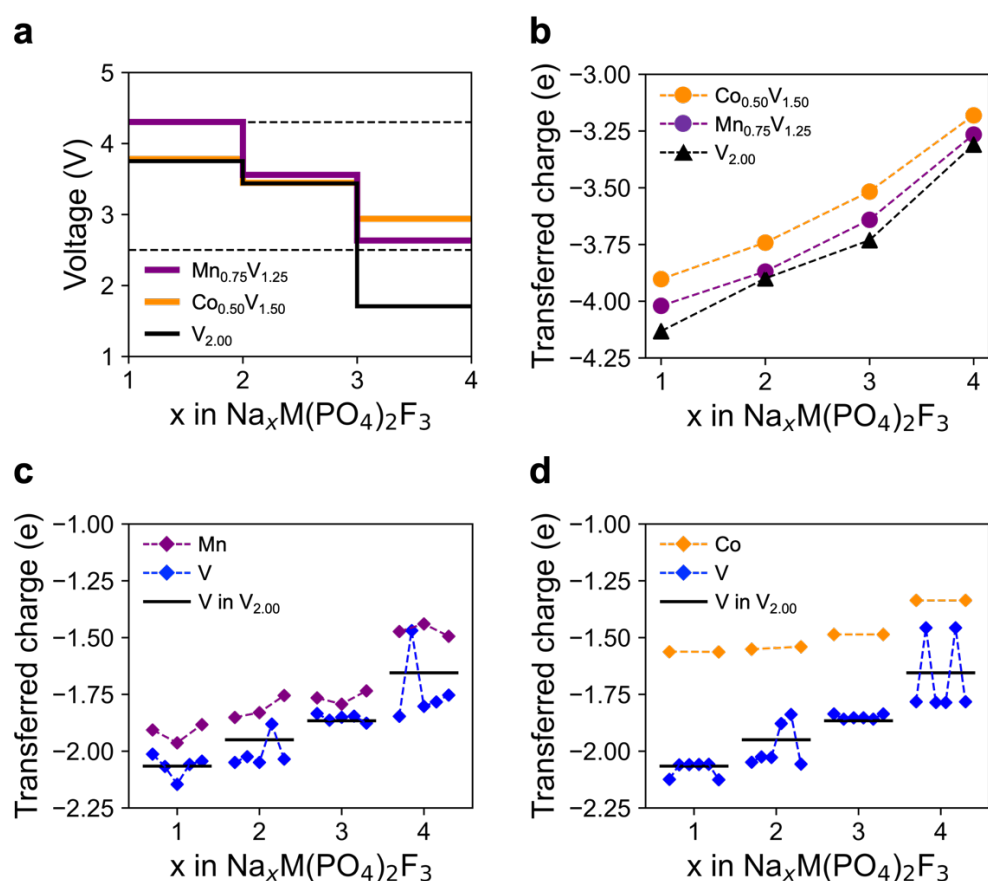 a
5
4
3
2
1
Voltage (V)
Mn₀.₇₅V₁.₂₅
Co₀.₅₀V₁.₅₀
V₂.₀₀
1 2 3 4
x in NaₓM(PO₄)₂F₃
b
−3.00
−3.25
−3.50
−3.75
−4.00
−4.25
Transferred charge (e)
Co₀.₅₀V₁.₅₀
Mn₀.₇₅V₁.₂₅
V₂.₀₀
1 2 3 4
x in NaₓM(PO₄)₂F₃
c
−1.00
−1.25
−1.50
−1.75
−2.00
−2.25
Transferred charge (e)
Mn
V
V in V₂.₀₀
1 2 3 4
x in NaₓM(PO₄)₂F₃
d
−1.00
−1.25
−1.50
−1.75
−2.00
−2.25
Transferred charge (e)
Co
V
V in V₂.₀₀
1 2 3 4
x in NaₓM(PO₄)₂F₃